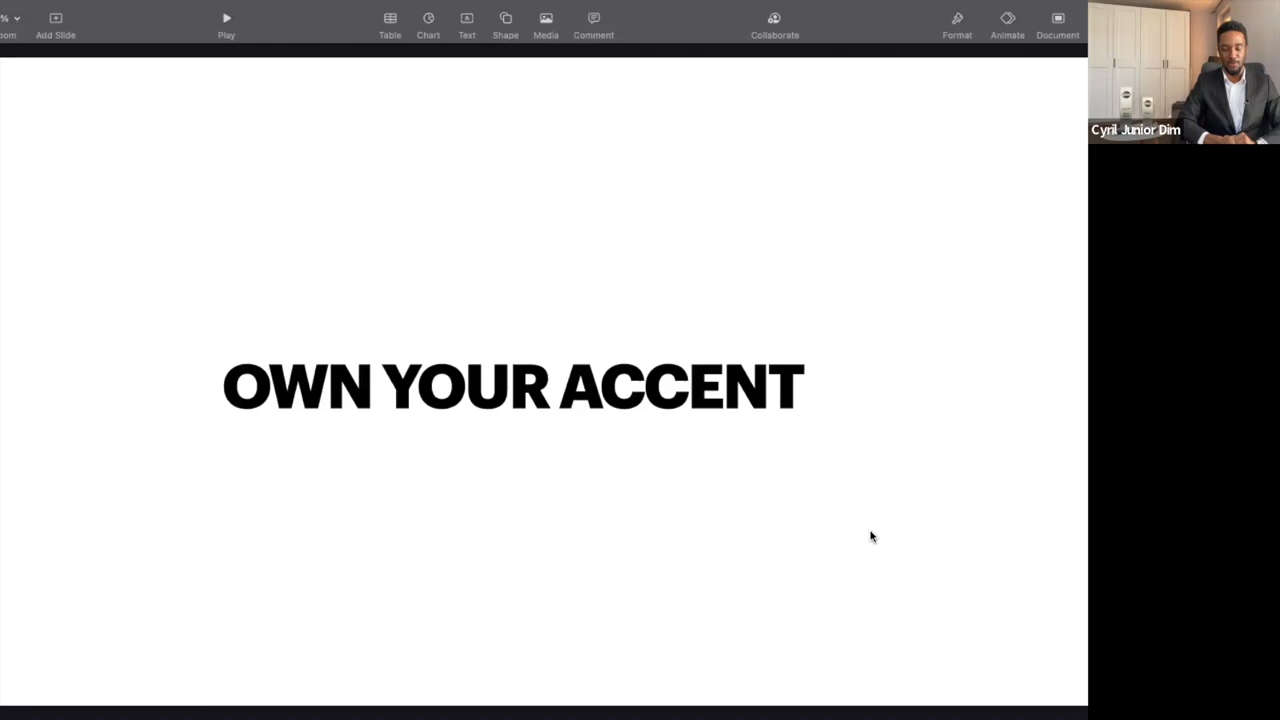 %
oom
Add Slide
Play
Table
Chart
Text
Shape
Media
Comment
Collaborate
Format
Animate
Document
Cyril Junior Dim
OWN YOUR ACCENT